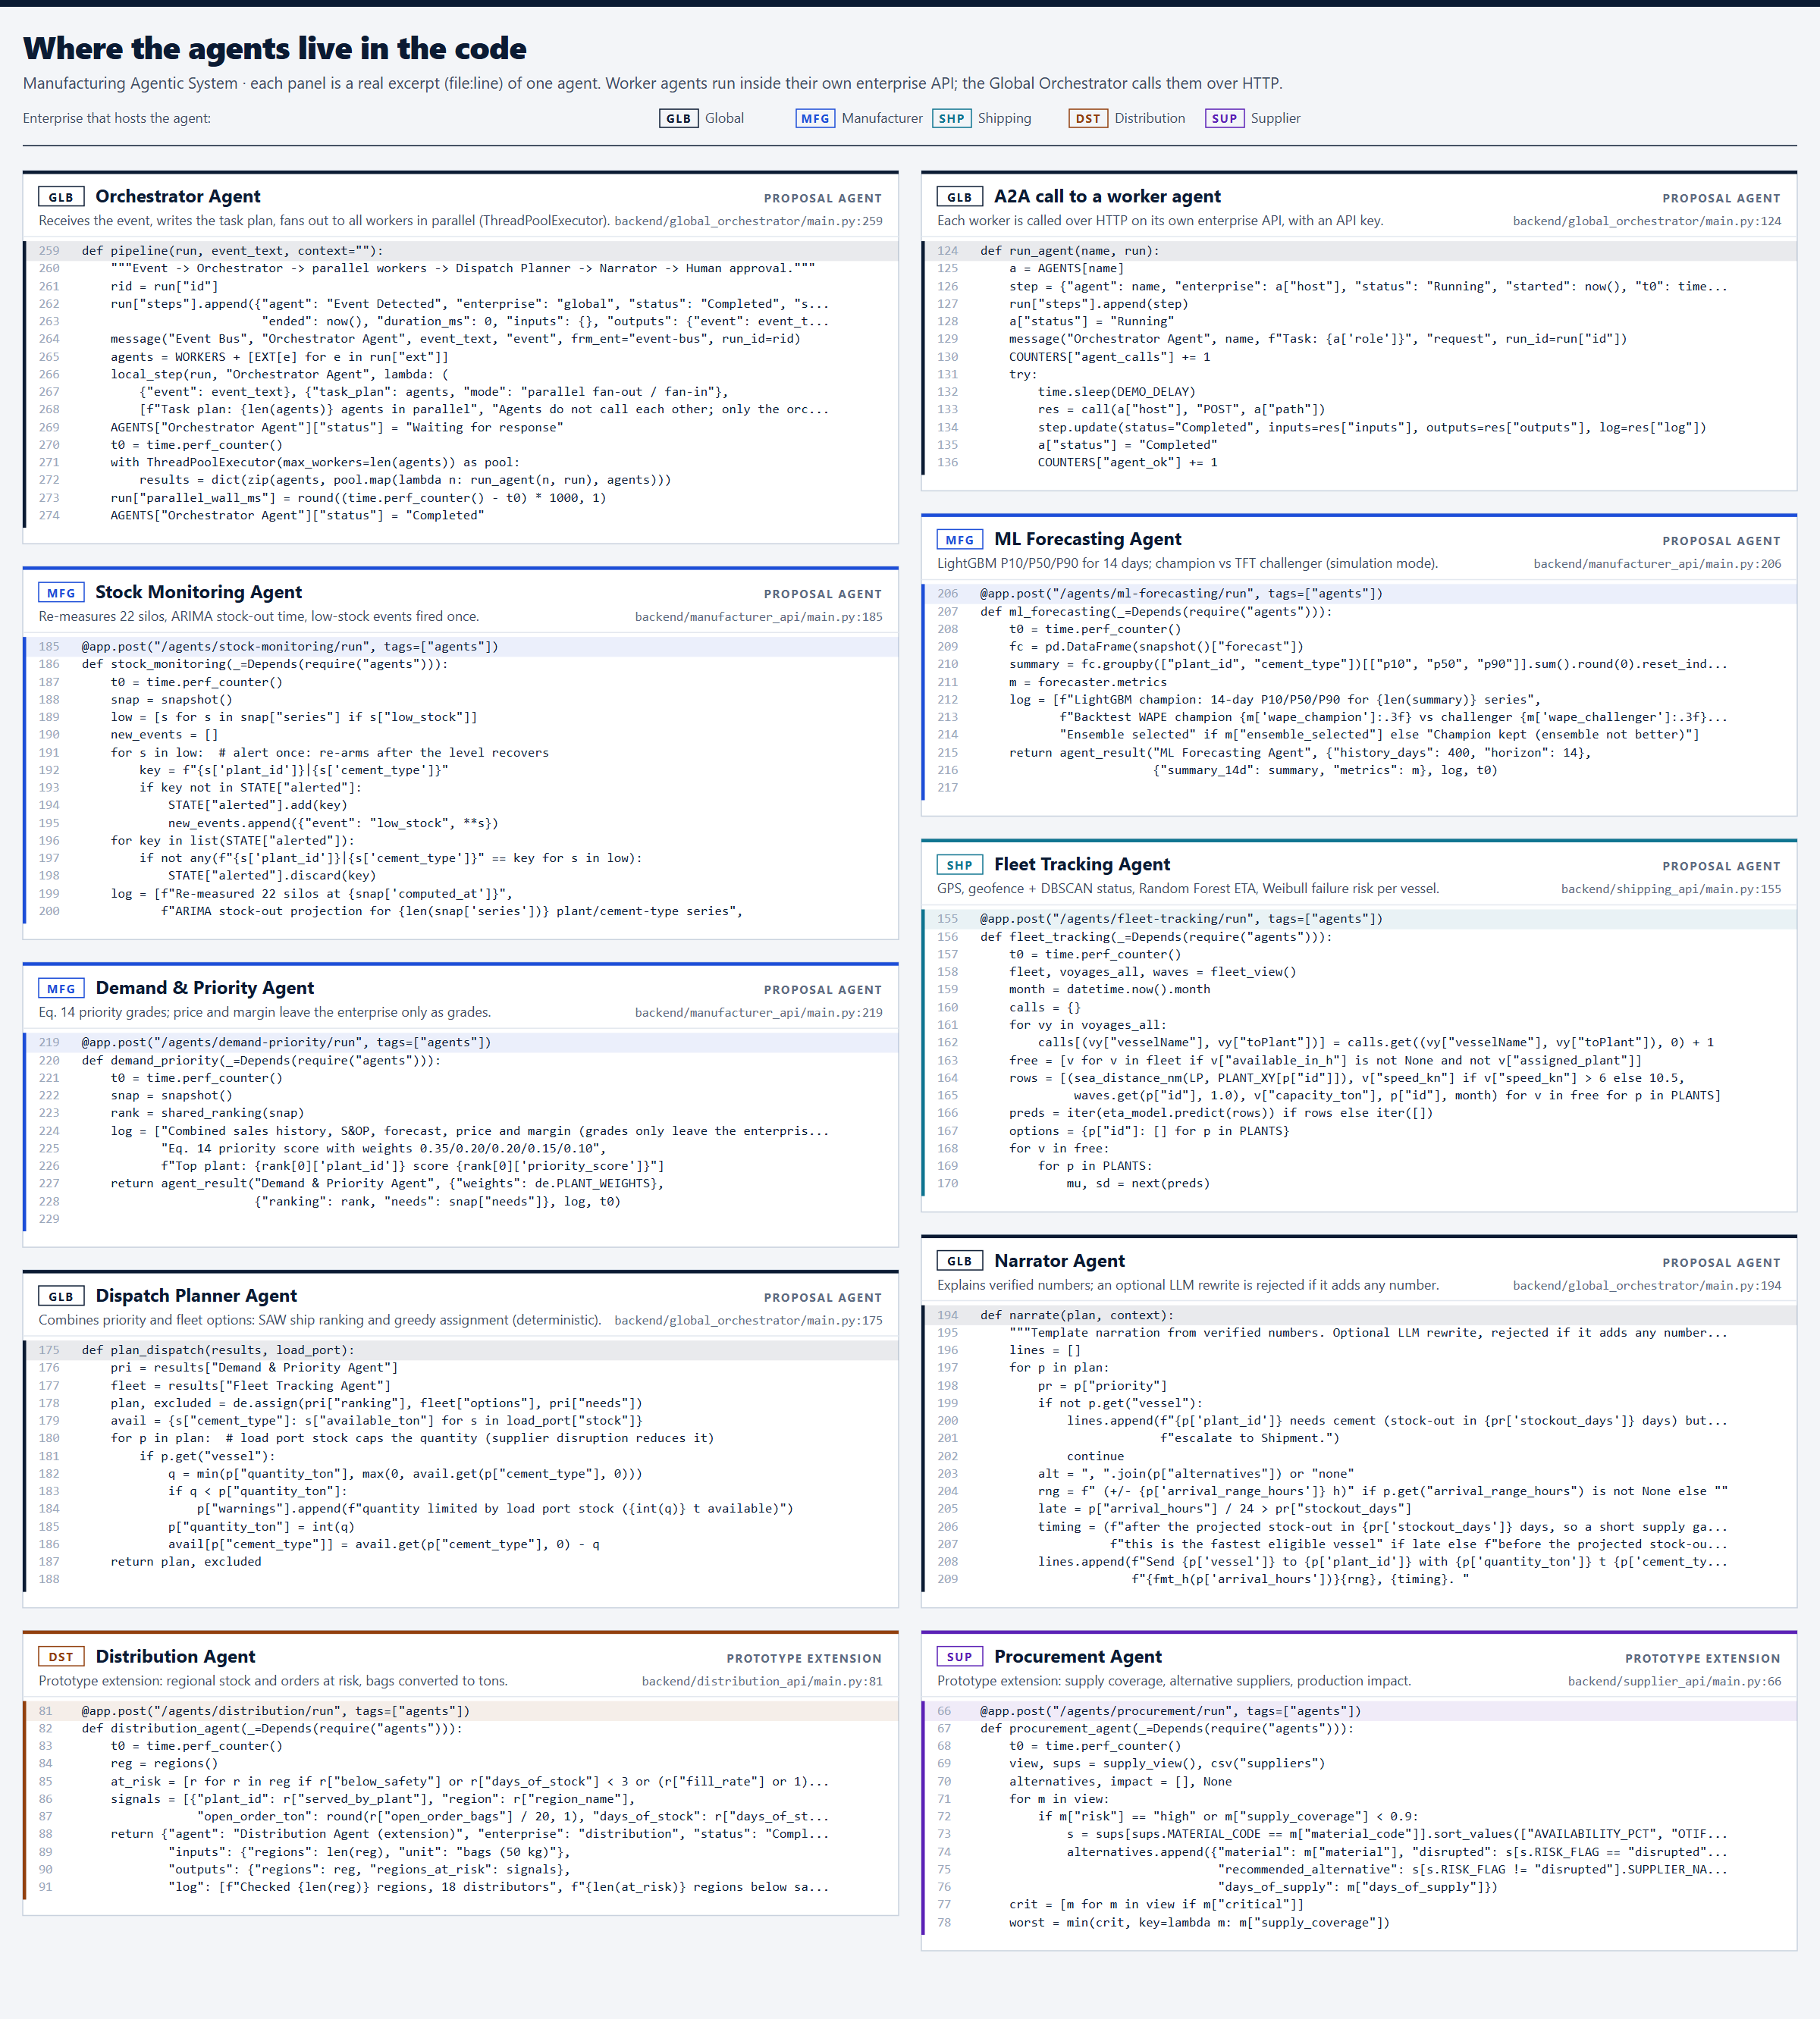 Where the agents live in the code
Manufacturing Agentic System · each panel is a real excerpt (file:line) of one agent. Worker agents run inside their own enterprise API; the Global Orchestrator calls them over HTTP.
Enterprise that hosts the agent: GLB Global MFG Manufacturer SHP Shipping DST Distribution SUP Supplier
GLB Orchestrator Agent PROPOSAL AGENT
Receives the event, writes the task plan, fans out to all workers in parallel (ThreadPoolExecutor). backend/global_orchestrator/main.py:259
259 def pipeline(run, event_text, context=""):
260     """Event -> Orchestrator -> parallel workers -> Dispatch Planner -> Narrator -> Human approval."""
261     rid = run["id"]
262     run["steps"].append({"agent": "Event Detected", "enterprise": "global", "status": "Completed", "s...
263                          "ended": now(), "duration_ms": 0, "inputs": {}, "outputs": {"event": event_t...
264     message("Event Bus", "Orchestrator Agent", event_text, "event", frm_ent="event-bus", run_id=rid)
265     agents = WORKERS + [EXT[e] for e in run["ext"]]
266     local_step(run, "Orchestrator Agent", lambda: (
267         {"event": event_text}, {"task_plan": agents, "mode": "parallel fan-out / fan-in"},
268         [f"Task plan: {len(agents)} agents in parallel", "Agents do not call each other; only the orc...
269     AGENTS["Orchestrator Agent"]["status"] = "Waiting for response"
270     t0 = time.perf_counter()
271     with ThreadPoolExecutor(max_workers=len(agents)) as pool:
272         results = dict(zip(agents, pool.map(lambda n: run_agent(n, run), agents)))
273     run["parallel_wall_ms"] = round((time.perf_counter() - t0) * 1000, 1)
274     AGENTS["Orchestrator Agent"]["status"] = "Completed"
MFG Stock Monitoring Agent PROPOSAL AGENT
Re-measures 22 silos, ARIMA stock-out time, low-stock events fired once. backend/manufacturer_api/main.py:185
185 @app.post("/agents/stock-monitoring/run", tags=["agents"])
186 def stock_monitoring(_=Depends(require("agents"))):
187     t0 = time.perf_counter()
188     snap = snapshot()
189     low = [s for s in snap["series"] if s["low_stock"]]
190     new_events = []
191     for s in low:  # alert once: re-arms after the level recovers
192         key = f"{s['plant_id']}|{s['cement_type']}"
193         if key not in STATE["alerted"]:
194             STATE["alerted"].add(key)
195             new_events.append({"event": "low_stock", **s})
196     for key in list(STATE["alerted"]):
197         if not any(f"{s['plant_id']}|{s['cement_type']}" == key for s in low):
198             STATE["alerted"].discard(key)
199     log = [f"Re-measured 22 silos at {snap['computed_at']}",
200            f"ARIMA stock-out projection for {len(snap['series'])} plant/cement-type series",
MFG Demand & Priority Agent PROPOSAL AGENT
Eq. 14 priority grades; price and margin leave the enterprise only as grades. backend/manufacturer_api/main.py:219
219 @app.post("/agents/demand-priority/run", tags=["agents"])
220 def demand_priority(_=Depends(require("agents"))):
221     t0 = time.perf_counter()
222     snap = snapshot()
223     rank = shared_ranking(snap)
224     log = ["Combined sales history, S&OP, forecast, price and margin (grades only leave the enterpris...
225            "Eq. 14 priority score with weights 0.35/0.20/0.20/0.15/0.10",
226            f"Top plant: {rank[0]['plant_id']} score {rank[0]['priority_score']}"]
227     return agent_result("Demand & Priority Agent", {"weights": de.PLANT_WEIGHTS},
228                         {"ranking": rank, "needs": snap["needs"]}, log, t0)
229
GLB Dispatch Planner Agent PROPOSAL AGENT
Combines priority and fleet options: SAW ship ranking and greedy assignment (deterministic). backend/global_orchestrator/main.py:175
175 def plan_dispatch(results, load_port):
176     pri = results["Demand & Priority Agent"]
177     fleet = results["Fleet Tracking Agent"]
178     plan, excluded = de.assign(pri["ranking"], fleet["options"], pri["needs"])
179     avail = {s["cement_type"]: s["available_ton"] for s in load_port["stock"]}
180     for p in plan:  # load port stock caps the quantity (supplier disruption reduces it)
181         if p.get("vessel"):
182             q = min(p["quantity_ton"], max(0, avail.get(p["cement_type"], 0)))
183             if q < p["quantity_ton"]:
184                 p["warnings"].append(f"quantity limited by load port stock ({int(q)} t available)")
185             p["quantity_ton"] = int(q)
186             avail[p["cement_type"]] = avail.get(p["cement_type"], 0) - q
187     return plan, excluded
188
DST Distribution Agent PROTOTYPE EXTENSION
Prototype extension: regional stock and orders at risk, bags converted to tons. backend/distribution_api/main.py:81
81 @app.post("/agents/distribution/run", tags=["agents"])
82 def distribution_agent(_=Depends(require("agents"))):
83     t0 = time.perf_counter()
84     reg = regions()
85     at_risk = [r for r in reg if r["below_safety"] or r["days_of_stock"] < 3 or (r["fill_rate"] or 1)...
86     signals = [{"plant_id": r["served_by_plant"], "region": r["region_name"],
87                 "open_order_ton": round(r["open_order_bags"] / 20, 1), "days_of_stock": r["days_of_st...
88     return {"agent": "Distribution Agent (extension)", "enterprise": "distribution", "status": "Compl...
89             "inputs": {"regions": len(reg), "unit": "bags (50 kg)"},
90             "outputs": {"regions": reg, "regions_at_risk": signals},
91             "log": [f"Checked {len(reg)} regions, 18 distributors", f"{len(at_risk)} regions below sa...
GLB A2A call to a worker agent PROPOSAL AGENT
Each worker is called over HTTP on its own enterprise API, with an API key. backend/global_orchestrator/main.py:124
124 def run_agent(name, run):
125     a = AGENTS[name]
126     step = {"agent": name, "enterprise": a["host"], "status": "Running", "started": now(), "t0": time...
127     run["steps"].append(step)
128     a["status"] = "Running"
129     message("Orchestrator Agent", name, f"Task: {a['role']}", "request", run_id=run["id"])
130     COUNTERS["agent_calls"] += 1
131     try:
132         time.sleep(DEMO_DELAY)
133         res = call(a["host"], "POST", a["path"])
134         step.update(status="Completed", inputs=res["inputs"], outputs=res["outputs"], log=res["log"])
135         a["status"] = "Completed"
136         COUNTERS["agent_ok"] += 1
MFG ML Forecasting Agent PROPOSAL AGENT
LightGBM P10/P50/P90 for 14 days; champion vs TFT challenger (simulation mode). backend/manufacturer_api/main.py:206
206 @app.post("/agents/ml-forecasting/run", tags=["agents"])
207 def ml_forecasting(_=Depends(require("agents"))):
208     t0 = time.perf_counter()
209     fc = pd.DataFrame(snapshot()["forecast"])
210     summary = fc.groupby(["plant_id", "cement_type"])[["p10", "p50", "p90"]].sum().round(0).reset_ind...
211     m = forecaster.metrics
212     log = [f"LightGBM champion: 14-day P10/P50/P90 for {len(summary)} series",
213            f"Backtest WAPE champion {m['wape_champion']:.3f} vs challenger {m['wape_challenger']:.3f}...
214            "Ensemble selected" if m["ensemble_selected"] else "Champion kept (ensemble not better)"]
215     return agent_result("ML Forecasting Agent", {"history_days": 400, "horizon": 14},
216                         {"summary_14d": summary, "metrics": m}, log, t0)
217
SHP Fleet Tracking Agent PROPOSAL AGENT
GPS, geofence + DBSCAN status, Random Forest ETA, Weibull failure risk per vessel. backend/shipping_api/main.py:155
155 @app.post("/agents/fleet-tracking/run", tags=["agents"])
156 def fleet_tracking(_=Depends(require("agents"))):
157     t0 = time.perf_counter()
158     fleet, voyages_all, waves = fleet_view()
159     month = datetime.now().month
160     calls = {}
161     for vy in voyages_all:
162         calls[(vy["vesselName"], vy["toPlant"])] = calls.get((vy["vesselName"], vy["toPlant"]), 0) + 1
163     free = [v for v in fleet if v["available_in_h"] is not None and not v["assigned_plant"]]
164     rows = [(sea_distance_nm(LP, PLANT_XY[p["id"]]), v["speed_kn"] if v["speed_kn"] > 6 else 10.5,
165              waves.get(p["id"], 1.0), v["capacity_ton"], p["id"], month) for v in free for p in PLANTS]
166     preds = iter(eta_model.predict(rows)) if rows else iter([])
167     options = {p["id"]: [] for p in PLANTS}
168     for v in free:
169         for p in PLANTS:
170             mu, sd = next(preds)
GLB Narrator Agent PROPOSAL AGENT
Explains verified numbers; an optional LLM rewrite is rejected if it adds any number. backend/global_orchestrator/main.py:194
194 def narrate(plan, context):
195     """Template narration from verified numbers. Optional LLM rewrite, rejected if it adds any number...
196     lines = []
197     for p in plan:
198         pr = p["priority"]
199         if not p.get("vessel"):
200             lines.append(f"{p['plant_id']} needs cement (stock-out in {pr['stockout_days']} days) but...
201                          f"escalate to Shipment.")
202             continue
203         alt = ", ".join(p["alternatives"]) or "none"
204         rng = f" (+/- {p['arrival_range_hours']} h)" if p.get("arrival_range_hours") is not None else ""
205         late = p["arrival_hours"] / 24 > pr["stockout_days"]
206         timing = (f"after the projected stock-out in {pr['stockout_days']} days, so a short supply ga...
207                   f"this is the fastest eligible vessel" if late else f"before the projected stock-ou...
208         lines.append(f"Send {p['vessel']} to {p['plant_id']} with {p['quantity_ton']} t {p['cement_ty...
209                      f"{fmt_h(p['arrival_hours'])}{rng}, {timing}. "
SUP Procurement Agent PROTOTYPE EXTENSION
Prototype extension: supply coverage, alternative suppliers, production impact. backend/supplier_api/main.py:66
66 @app.post("/agents/procurement/run", tags=["agents"])
67 def procurement_agent(_=Depends(require("agents"))):
68     t0 = time.perf_counter()
69     view, sups = supply_view(), csv("suppliers")
70     alternatives, impact = [], None
71     for m in view:
72         if m["risk"] == "high" or m["supply_coverage"] < 0.9:
73             s = sups[sups.MATERIAL_CODE == m["material_code"]].sort_values(["AVAILABILITY_PCT", "OTIF...
74             alternatives.append({"material": m["material"], "disrupted": s[s.RISK_FLAG == "disrupted"...
75                                  "recommended_alternative": s[s.RISK_FLAG != "disrupted"].SUPPLIER_NA...
76                                  "days_of_supply": m["days_of_supply"]})
77     crit = [m for m in view if m["critical"]]
78     worst = min(crit, key=lambda m: m["supply_coverage"])